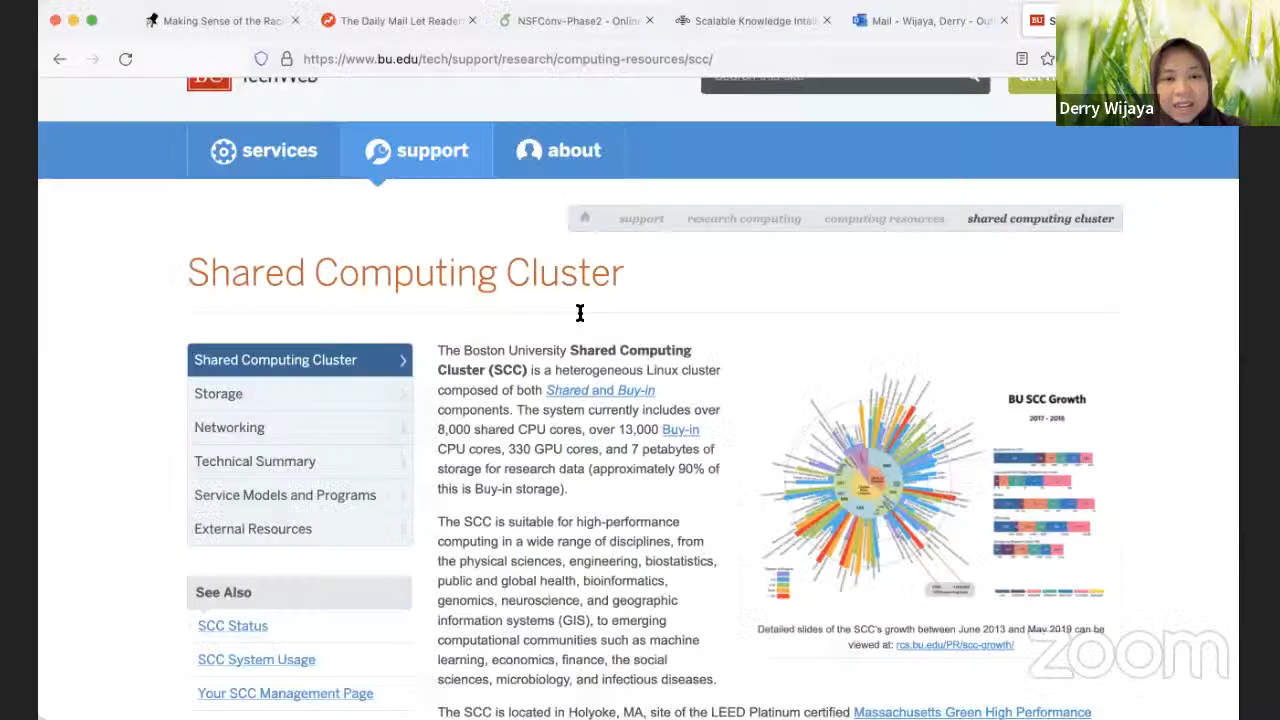 Making Sense of the Rac
The Daily Mail Let Reader
NSFConv-Phase2 - Online
Scalable Knowledge Intel
Mail - Wijaya, Derry - Out
https://www.bu.edu/tech/support/research/computing-resources/scc/
Derry Wijaya
BU TechWeb
Search this site
services
support
about
support
research computing
computing resources
shared computing cluster
Shared Computing Cluster
Shared Computing Cluster
Storage
Networking
Technical Summary
Service Models and Programs
External Resources
See Also
SCC Status
SCC System Usage
Your SCC Management Page
The Boston University Shared Computing
Cluster (SCC) is a heterogeneous Linux cluster
composed of both Shared and Buy-in
components. The system currently includes over
8,000 shared CPU cores, over 13,000 Buy-in
CPU cores, 330 GPU cores, and 7 petabytes of
storage for research data (approximately 90% of
this is Buy-in storage).
The SCC is suitable for high-performance
computing in a wide range of disciplines, from
the physical sciences, engineering, biostatistics,
public and global health, bioinformatics,
genomics, neuroscience, and geographic
information systems (GIS), to emerging
computational communities such as machine
learning, economics, finance, the social
sciences, microbiology, and infectious diseases.
The SCC is located in Holyoke, MA, site of the LEED Platinum certified Massachusetts Green High Performance
BU SCC Growth
2017 - 2018
Detailed slides of the SCC's growth between June 2013 and May 2019 can be
viewed at: rcs.bu.edu/PR/scc-growth/
zoom